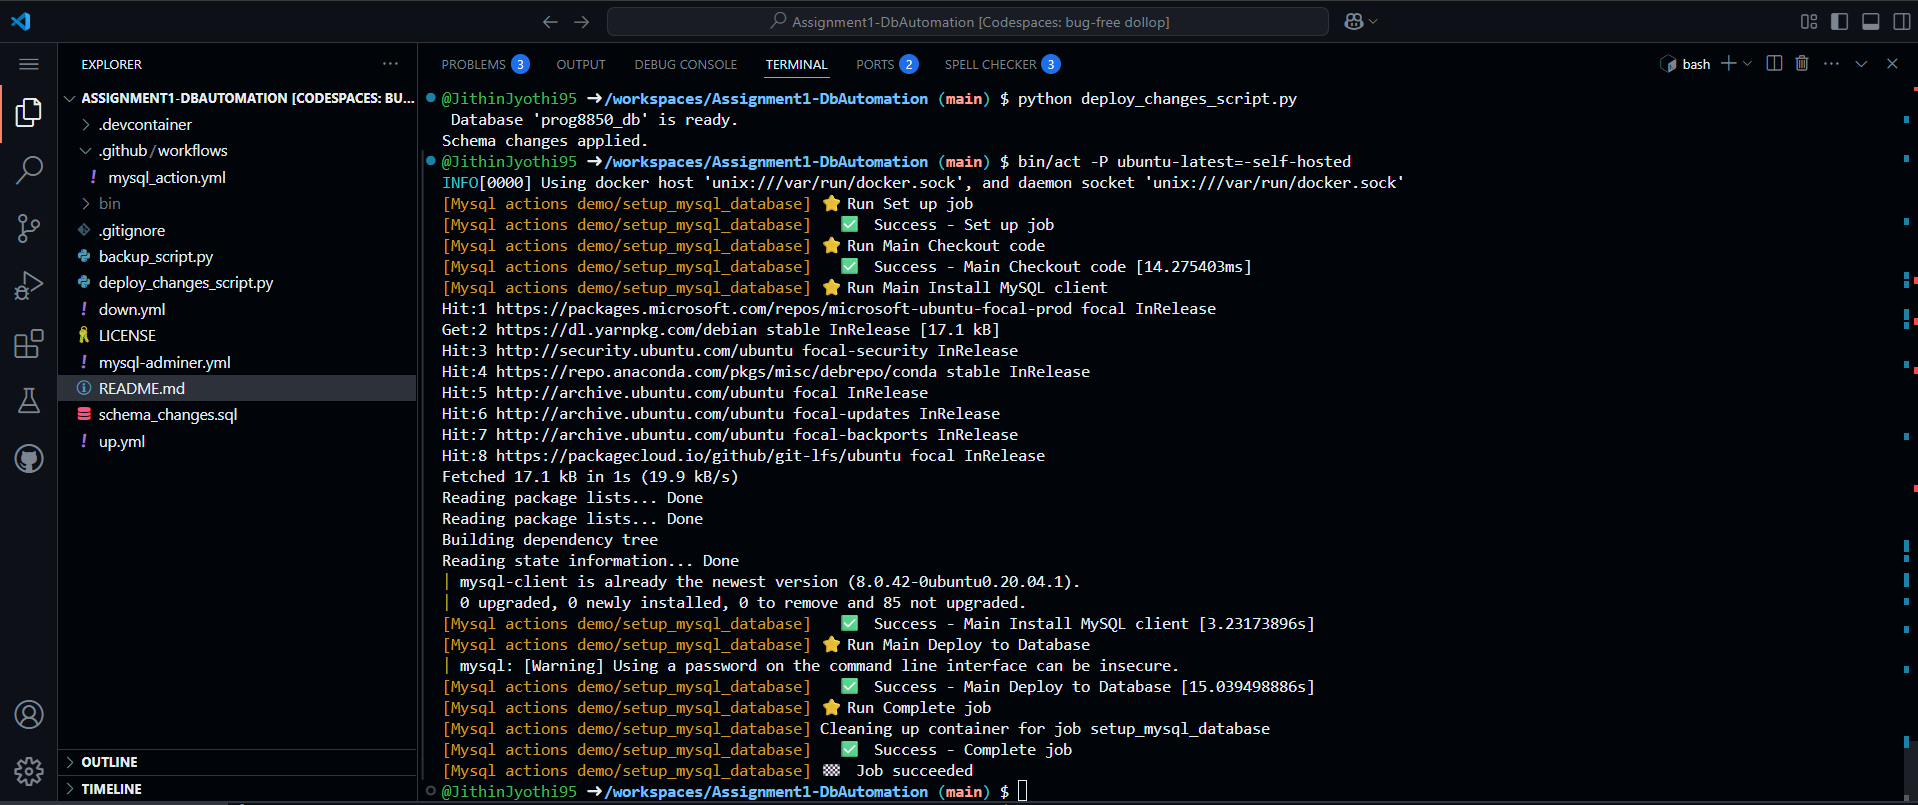 Assignment1-DbAutomation [Codespaces: bug-free dollop]
EXPLORER
ASSIGNMENT1-DBAUTOMATION [CODESPACES: BU...
.devcontainer
.github/workflows
mysql_action.yml
bin
.gitignore
backup_script.py
deploy_changes_script.py
down.yml
LICENSE
mysql-adminer.yml
README.md
schema_changes.sql
up.yml
OUTLINE
TIMELINE
PROBLEMS 3 OUTPUT DEBUG CONSOLE TERMINAL PORTS 2 SPELL CHECKER 3 bash
@JithinJyothi95 ➜/workspaces/Assignment1-DbAutomation (main) $ python deploy_changes_script.py
Database 'prog8850_db' is ready.
Schema changes applied.
@JithinJyothi95 ➜/workspaces/Assignment1-DbAutomation (main) $ bin/act -P ubuntu-latest=-self-hosted
INFO[0000] Using docker host 'unix:///var/run/docker.sock', and daemon socket 'unix:///var/run/docker.sock'
[Mysql actions demo/setup_mysql_database] ⭐ Run Set up job
[Mysql actions demo/setup_mysql_database] ✅ Success - Set up job
[Mysql actions demo/setup_mysql_database] ⭐ Run Main Checkout code
[Mysql actions demo/setup_mysql_database] ✅ Success - Main Checkout code [14.275403ms]
[Mysql actions demo/setup_mysql_database] ⭐ Run Main Install MySQL client
Hit:1 https://packages.microsoft.com/repos/microsoft-ubuntu-focal-prod focal InRelease
Get:2 https://dl.yarnpkg.com/debian stable InRelease [17.1 kB]
Hit:3 http://security.ubuntu.com/ubuntu focal-security InRelease
Hit:4 https://repo.anaconda.com/pkgs/misc/debrepo/conda stable InRelease
Hit:5 http://archive.ubuntu.com/ubuntu focal InRelease
Hit:6 http://archive.ubuntu.com/ubuntu focal-updates InRelease
Hit:7 http://archive.ubuntu.com/ubuntu focal-backports InRelease
Hit:8 https://packagecloud.io/github/git-lfs/ubuntu focal InRelease
Fetched 17.1 kB in 1s (19.9 kB/s)
Reading package lists... Done
Reading package lists... Done
Building dependency tree
Reading state information... Done
| mysql-client is already the newest version (8.0.42-0ubuntu0.20.04.1).
| 0 upgraded, 0 newly installed, 0 to remove and 85 not upgraded.
[Mysql actions demo/setup_mysql_database] ✅ Success - Main Install MySQL client [3.23173896s]
[Mysql actions demo/setup_mysql_database] ⭐ Run Main Deploy to Database
| mysql: [Warning] Using a password on the command line interface can be insecure.
[Mysql actions demo/setup_mysql_database] ✅ Success - Main Deploy to Database [15.039498886s]
[Mysql actions demo/setup_mysql_database] ⭐ Run Complete job
[Mysql actions demo/setup_mysql_database] Cleaning up container for job setup_mysql_database
[Mysql actions demo/setup_mysql_database] ✅ Success - Complete job
[Mysql actions demo/setup_mysql_database] 🏁 Job succeeded
@JithinJyothi95 ➜/workspaces/Assignment1-DbAutomation (main) $